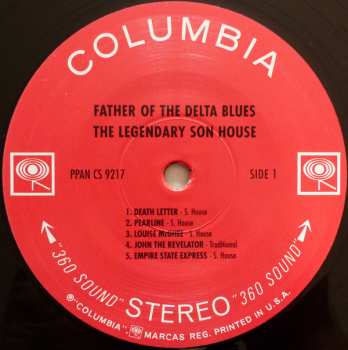 COLUMBIA
FATHER OF THE DELTA BLUES
THE LEGENDARY SON HOUSE
PPAN CS 9217
SIDE 1
1. DEATH LETTER - S. House
2. PEARLINE - S. House
3. LOUISE McGHEE - S. House
4. JOHN THE REVELATOR - Traditional
5. EMPIRE STATE EXPRESS - S. House
"360 SOUND" STEREO "360 SOUND"
℗ "COLUMBIA" MARCAS REG. PRINTED IN U.S.A.